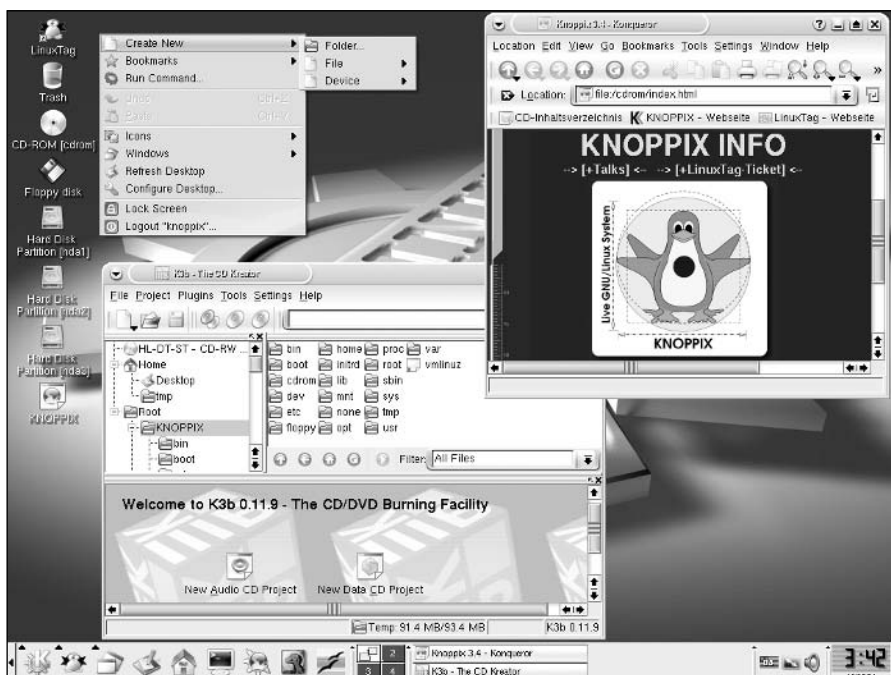 LinuxTag
Trash
CD-ROM [cdrom]
Floppy disk
Hard Disk
Partition [hda1]
Hard Disk
Partition [hda2]
Hard Disk
Partition [hda3]
KNOPPIX
Create New
Bookmarks
Run Command...
Undo Ctrl+Z
Paste Ctrl+V
Icons
Windows
Refresh Desktop
Configure Desktop...
Lock Screen
Logout "knoppix"...
Folder...
File
Device
Knoppix 3.4 - Konqueror
Location Edit View Go Bookmarks Tools Settings Window Help
Location: file:/cdrom/index.html
CD-Inhaltsverzeichnis KNOPPIX - Webseite LinuxTag - Webseite
KNOPPIX INFO
--> [+Talks] <-- --> [+LinuxTag-Ticket] <--
Live GNU/Linux System
KNOPPIX
K3b - The CD Kreator
File Project Plugins Tools Settings Help
HL-DT-ST - CD-RW ...
Home
Desktop
tmp
Root
KNOPPIX
bin
boot
bin home proc var
boot initrd root vmlinuz
cdrom lib sbin
dev mnt sys
etc none tmp
floppy opt usr
Filter: All Files
Welcome to K3b 0.11.9 - The CD/DVD Burning Facility
New Audio CD Project New Data CD Project
Temp: 91.4 MB/93.4 MB K3b 0.11.9
2
3 4
Knoppix 3.4 - Konqueror
K3b - The CD Kreator
3:42